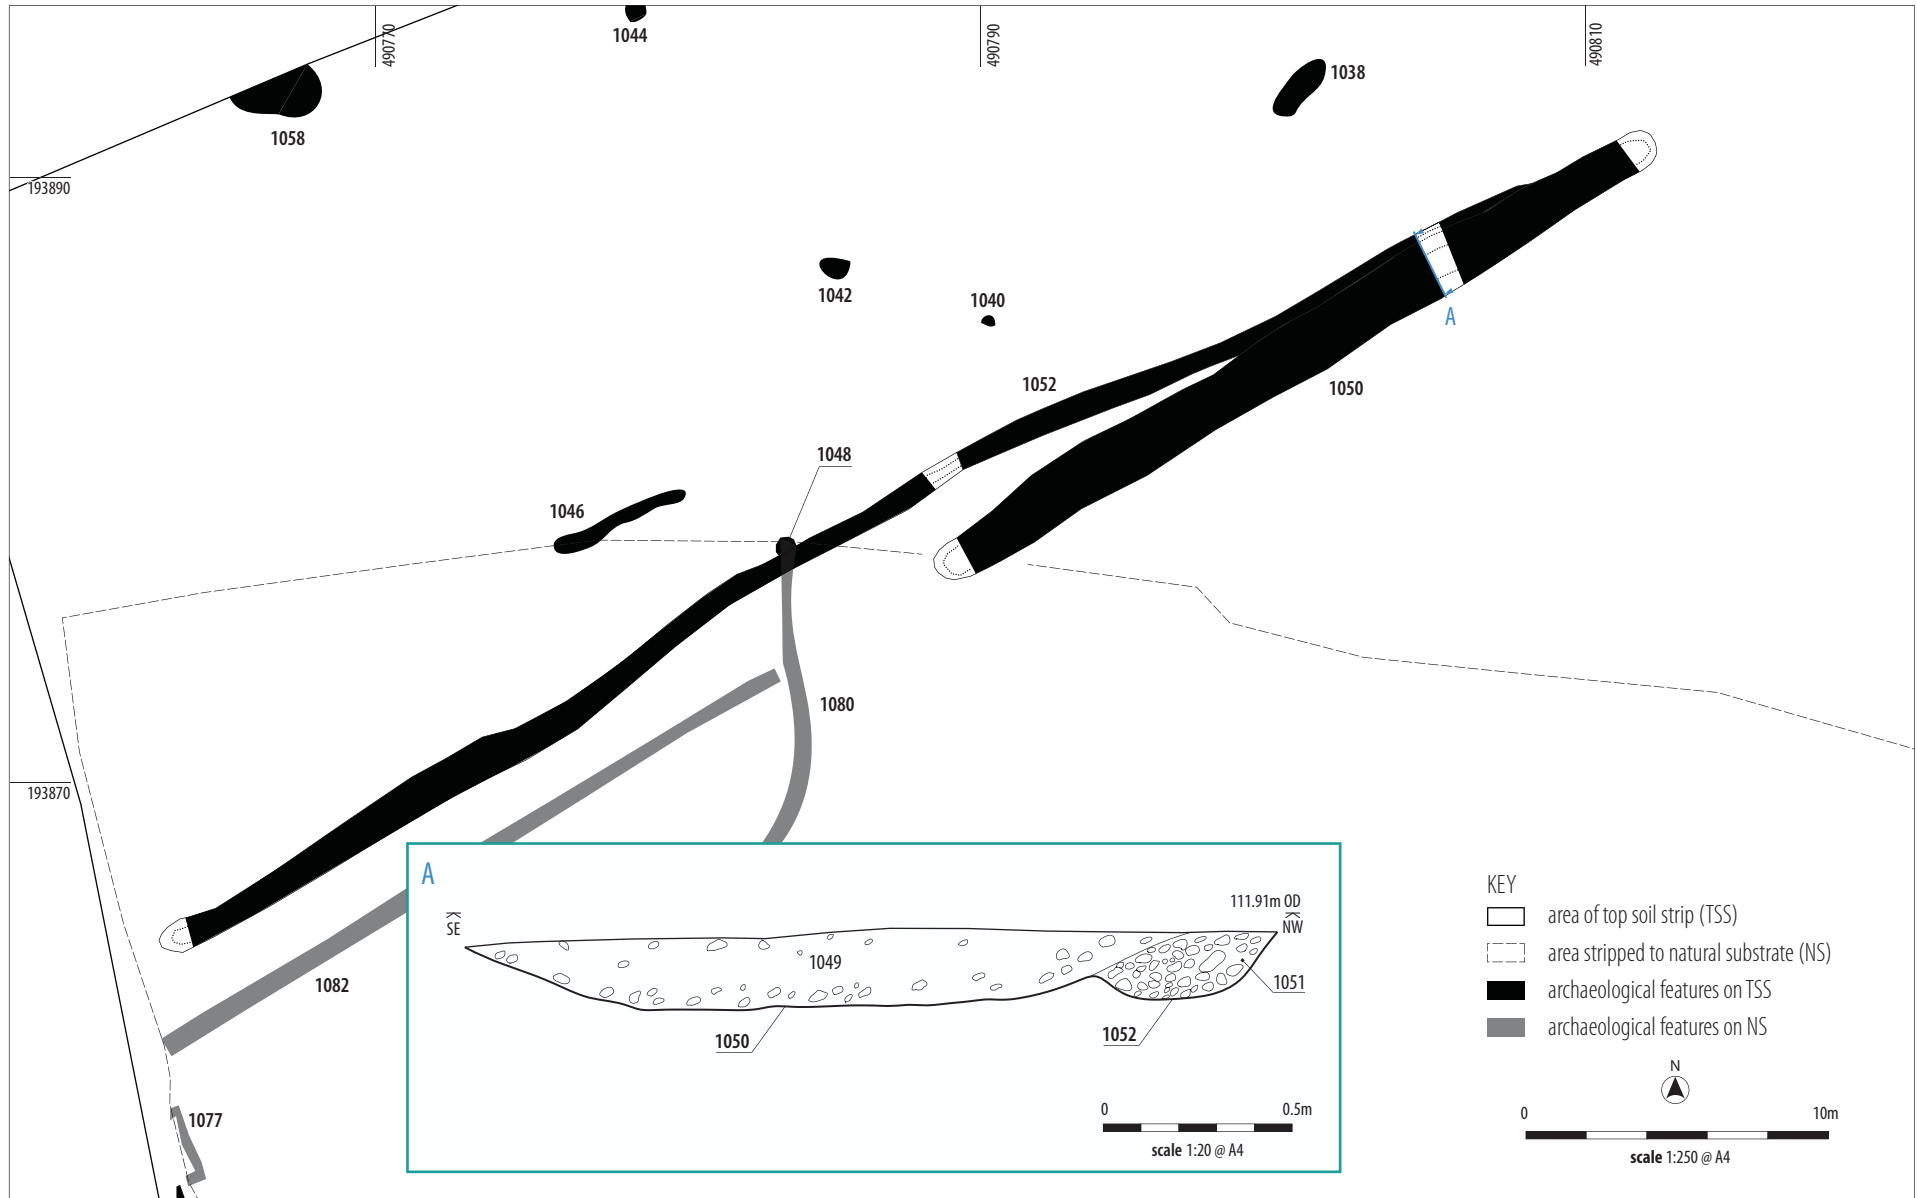 490770
490790
490810
1044
1038
1058
193890
1042
1040
A
1052
1050
1048
1046
1080
193870
1082
1077
A
111.91m OD
SE
NW
1049
1051
1050
1052
0 0.5m
scale 1:20 @ A4
KEY
area of top soil strip (TSS)
area stripped to natural substrate (NS)
archaeological features on TSS
archaeological features on NS
N
0 10m
scale 1:250 @ A4